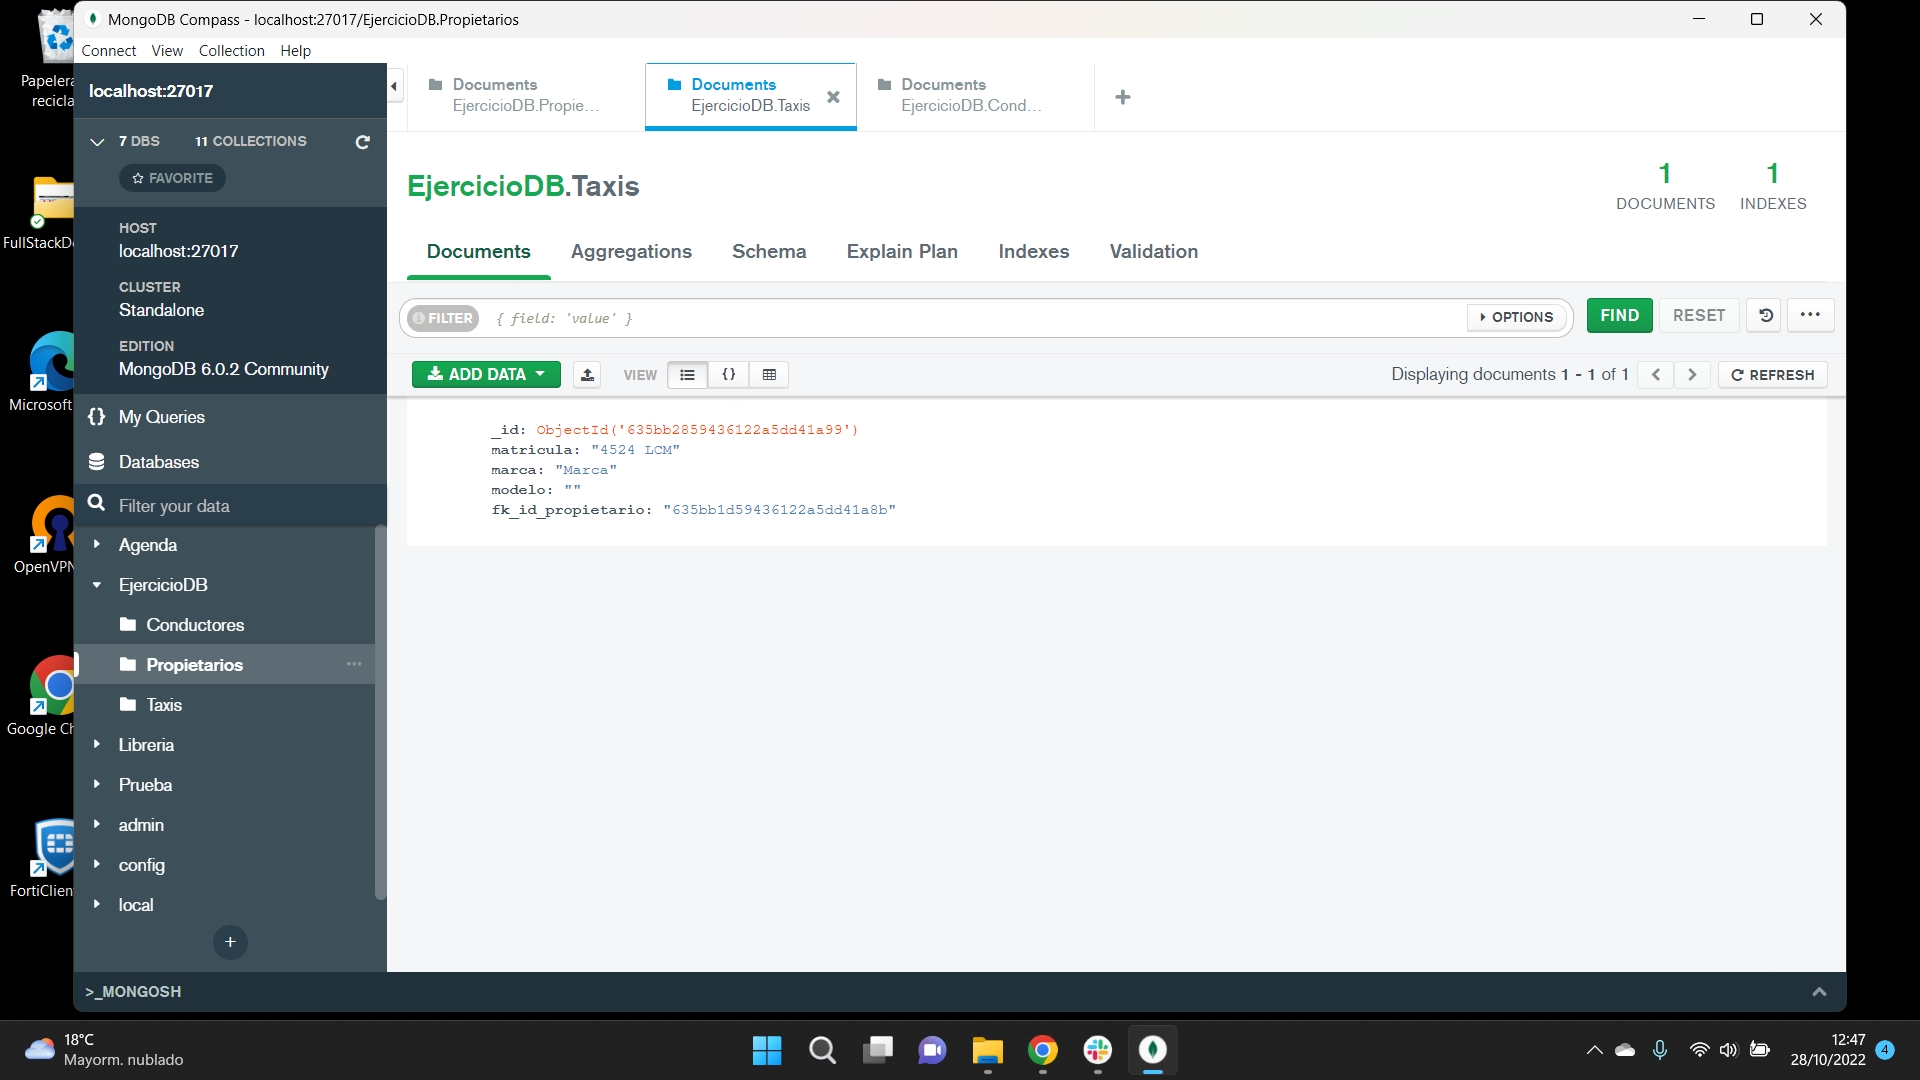 MongoDB Compass - localhost:27017/EjercicioDB.Propietarios
Connect View Collection Help
Papelera
recicla
FullStackDe
Microsoft
OpenVPN
Google Ch
FortiClien
localhost:27017
7 DBS 11 COLLECTIONS
FAVORITE
HOST
localhost:27017
CLUSTER
Standalone
EDITION
MongoDB 6.0.2 Community
{} My Queries
Databases
Filter your data
Agenda
EjercicioDB
Conductores
Propietarios ···
Taxis
Libreria
Prueba
admin
config
local
+
Documents
EjercicioDB.Propie...
Documents
EjercicioDB.Taxis
Documents
EjercicioDB.Cond...
+
EjercicioDB.Taxis
1
DOCUMENTS
1
INDEXES
Documents Aggregations Schema Explain Plan Indexes Validation
FILTER { field: 'value' } OPTIONS FIND RESET ···
ADD DATA VIEW {} Displaying documents 1 - 1 of 1 REFRESH
_id: ObjectId('635bb2859436122a5dd41a99')
matricula: "4524 LCM"
marca: "Marca"
modelo: ""
fk_id_propietario: "635bb1d59436122a5dd41a8b"
>_MONGOSH
18°C
Mayorm. nublado
12:47
28/10/2022
4